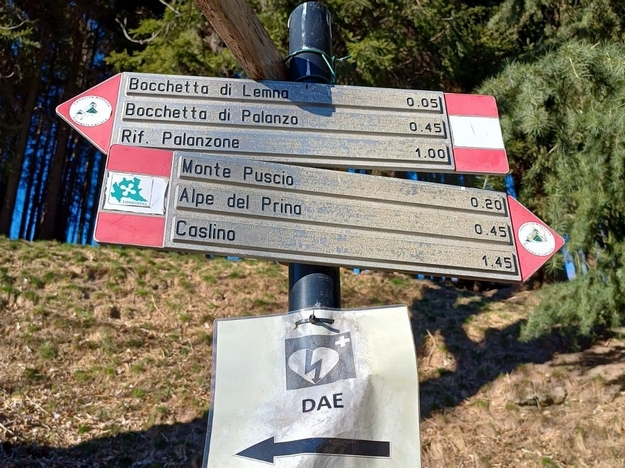 Bocchetta di Lemna 0.05
Bocchetta di Palanzo 0.45
Rif. Palanzone 1.00
Monte Puscio 0.20
Alpe del Prina 0.45
Caslino 1.45
DAE